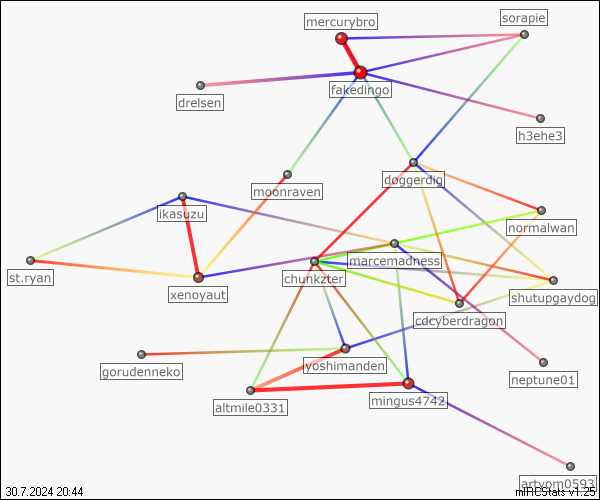 mercurybro
sorapie
fakedingo
drelsen
h3ehe3
doggerdig
moonraven
ikasuzu
normalwan
marcemadness
st.ryan
chunkzter
xenoyaut
shutupgaydog
cdcyberdragon
yoshimanden
gorudenneko
neptune01
altmile0331
mingus4742
artyom0593
30.7.2024 20:44
mIRCStats v1.25